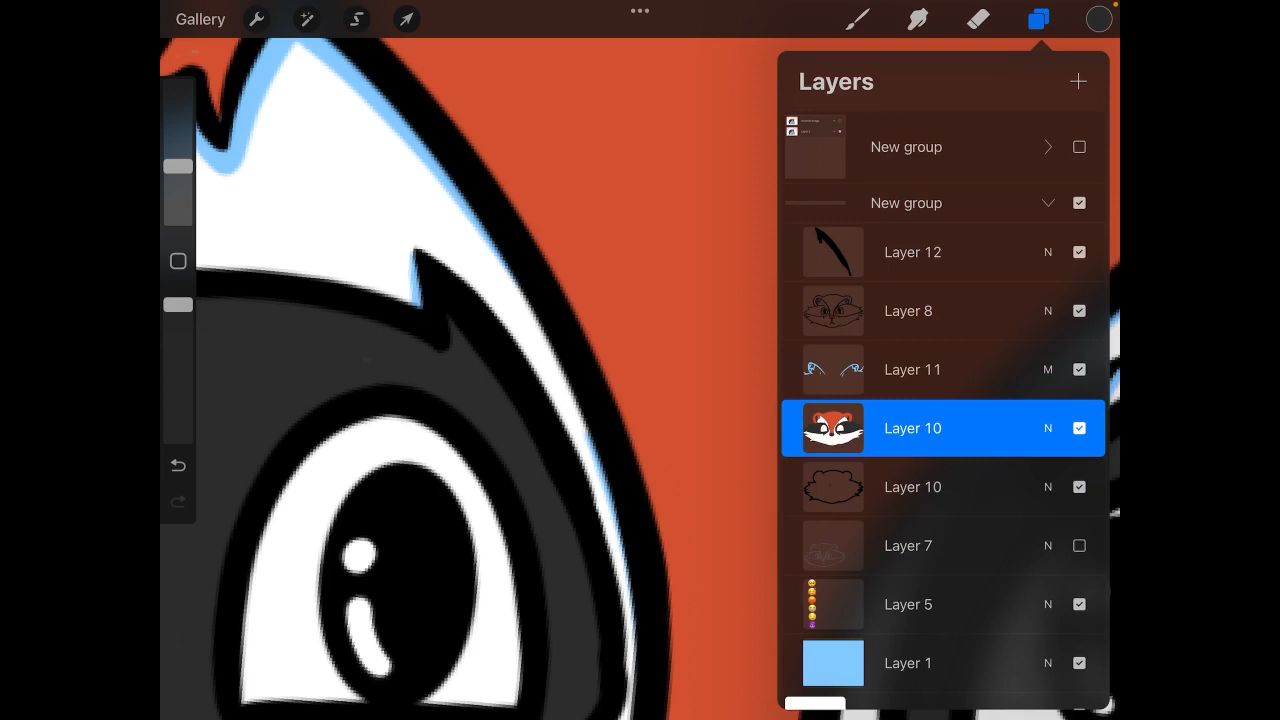 Gallery
Layers
New group
New group
Layer 12 N
Layer 8 N
Layer 11 M
Layer 10 N
Layer 10 N
Layer 7 N
Layer 5 N
Layer 1 N